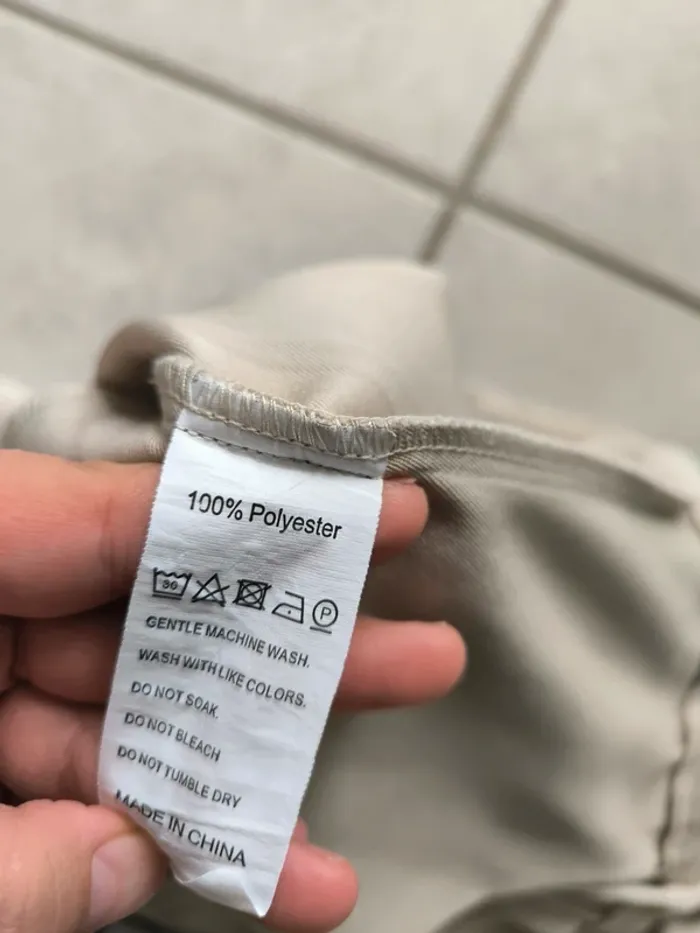 100% Polyester
30 P
GENTLE MACHINE WASH.
WASH WITH LIKE COLORS.
DO NOT SOAK.
DO NOT BLEACH
DO NOT TUMBLE DRY
MADE IN CHINA